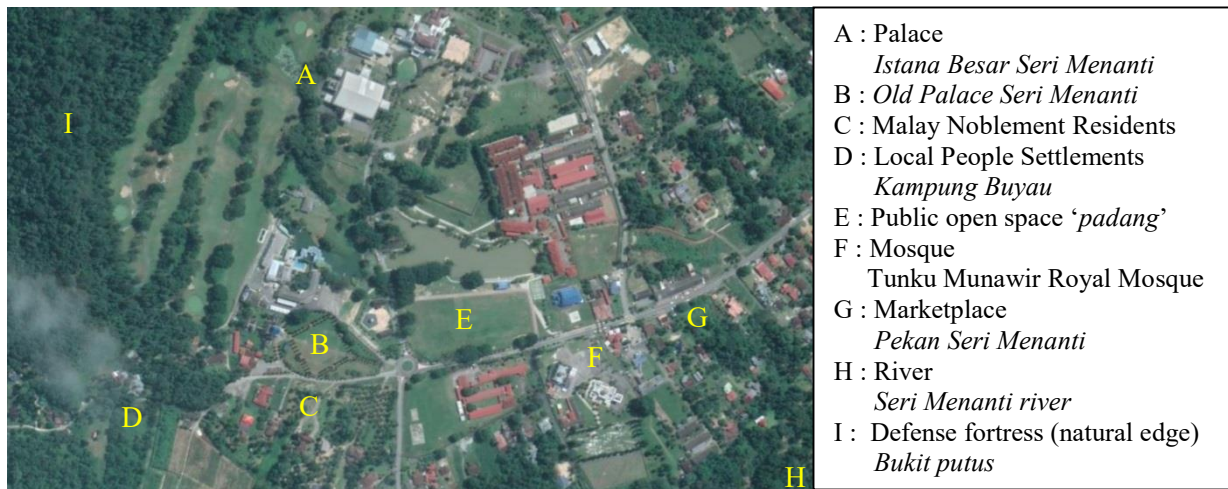 A
I
B
E
G
F
C
D
H
A : Palace
Istana Besar Seri Menanti
B : Old Palace Seri Menanti
C : Malay Noblement Residents
D : Local People Settlements
Kampung Buyau
E : Public open space ‘padang’
F : Mosque
Tunku Munawir Royal Mosque
G : Marketplace
Pekan Seri Menanti
H : River
Seri Menanti river
I : Defense fortress (natural edge)
Bukit putus